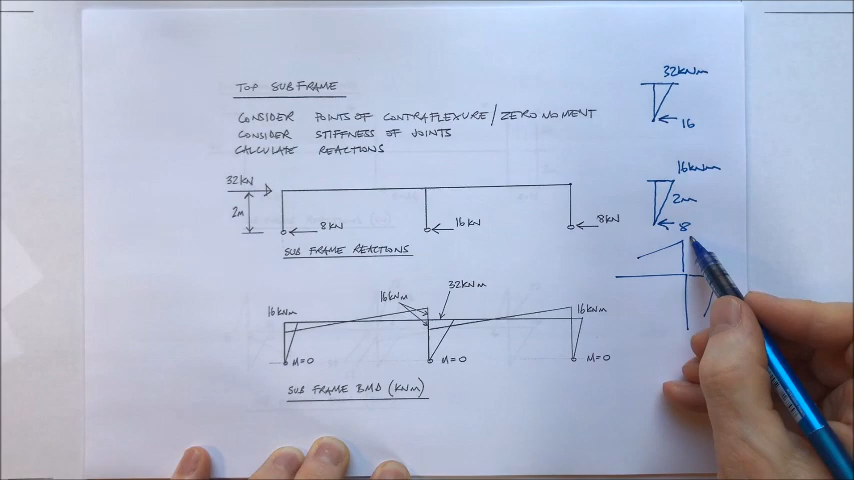 TOP SUB FRAME
CONSIDER POINTS OF CONTRAFLEXURE/ZERO MOMENT
CONSIDER STIFFNESS OF JOINTS
CALCULATE REACTIONS
32KN
2M
8KN
16KN
8KN
SUB FRAME REACTIONS
16KNM
16KNM
32KNM
16KNM
M=0
M=0
M=0
SUB FRAME BMD (KNM)
32KNM
16
16KNM
2M
8